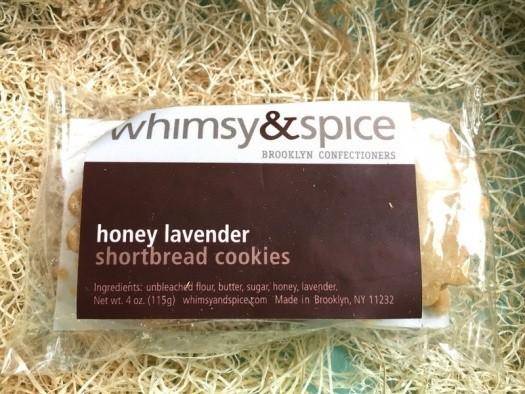 whimsy&spice
BROOKLYN CONFECTIONERS
honey lavender
shortbread cookies
Ingredients: unbleached flour, butter, sugar, honey, lavender.
Net wt. 4 oz. (115g) whimsyandspice.com Made in Brooklyn, NY 11232